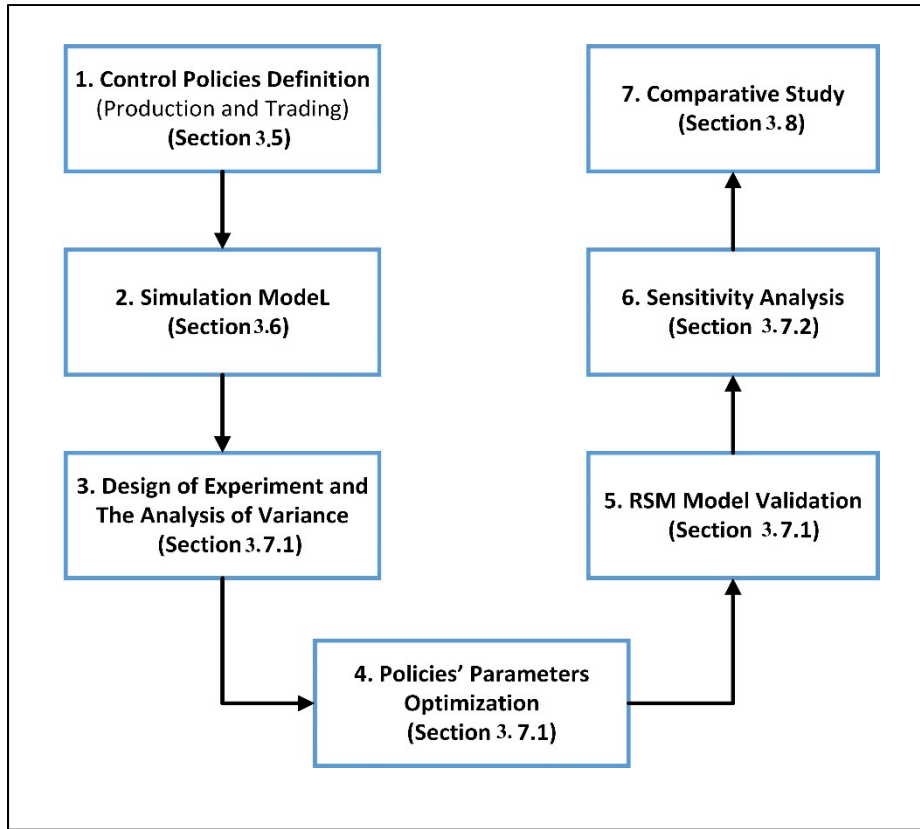 1. Control Policies Definition
(Production and Trading)
(Section 3.5)
2. Simulation ModeL
(Section 3.6)
3. Design of Experiment and
The Analysis of Variance
(Section 3.7.1)
4. Policies’ Parameters
Optimization
(Section 3. 7.1)
5. RSM Model Validation
(Section 3.7.1)
6. Sensitivity Analysis
(Section 3.7.2)
7. Comparative Study
(Section 3. 8)